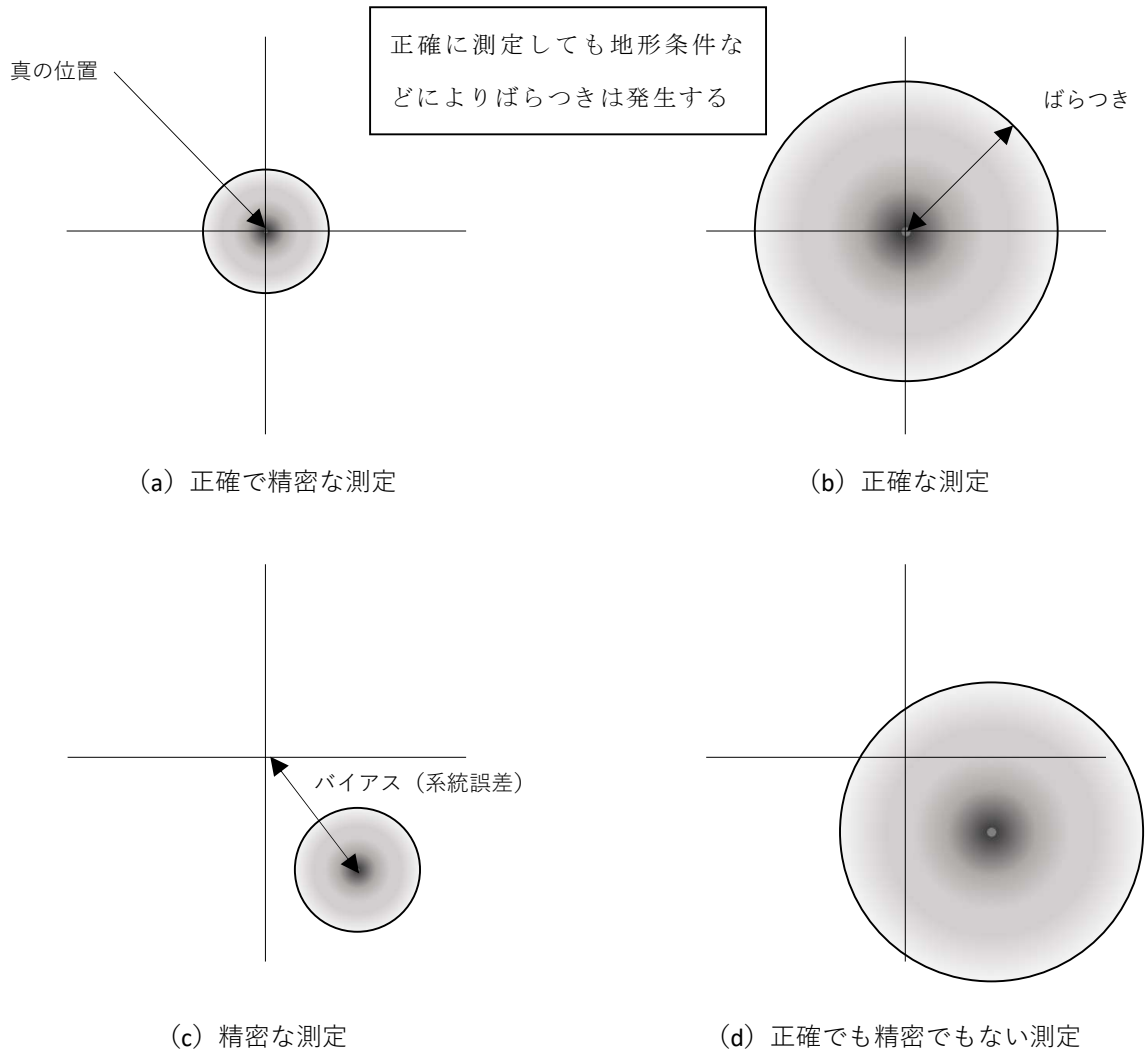 正確に測定しても地形条件な
どによりばらつきは発生する
真の位置
ばらつき
（a）正確で精密な測定
（b）正確な測定
バイアス（系統誤差）
（c）精密な測定
（d）正確でも精密でもない測定